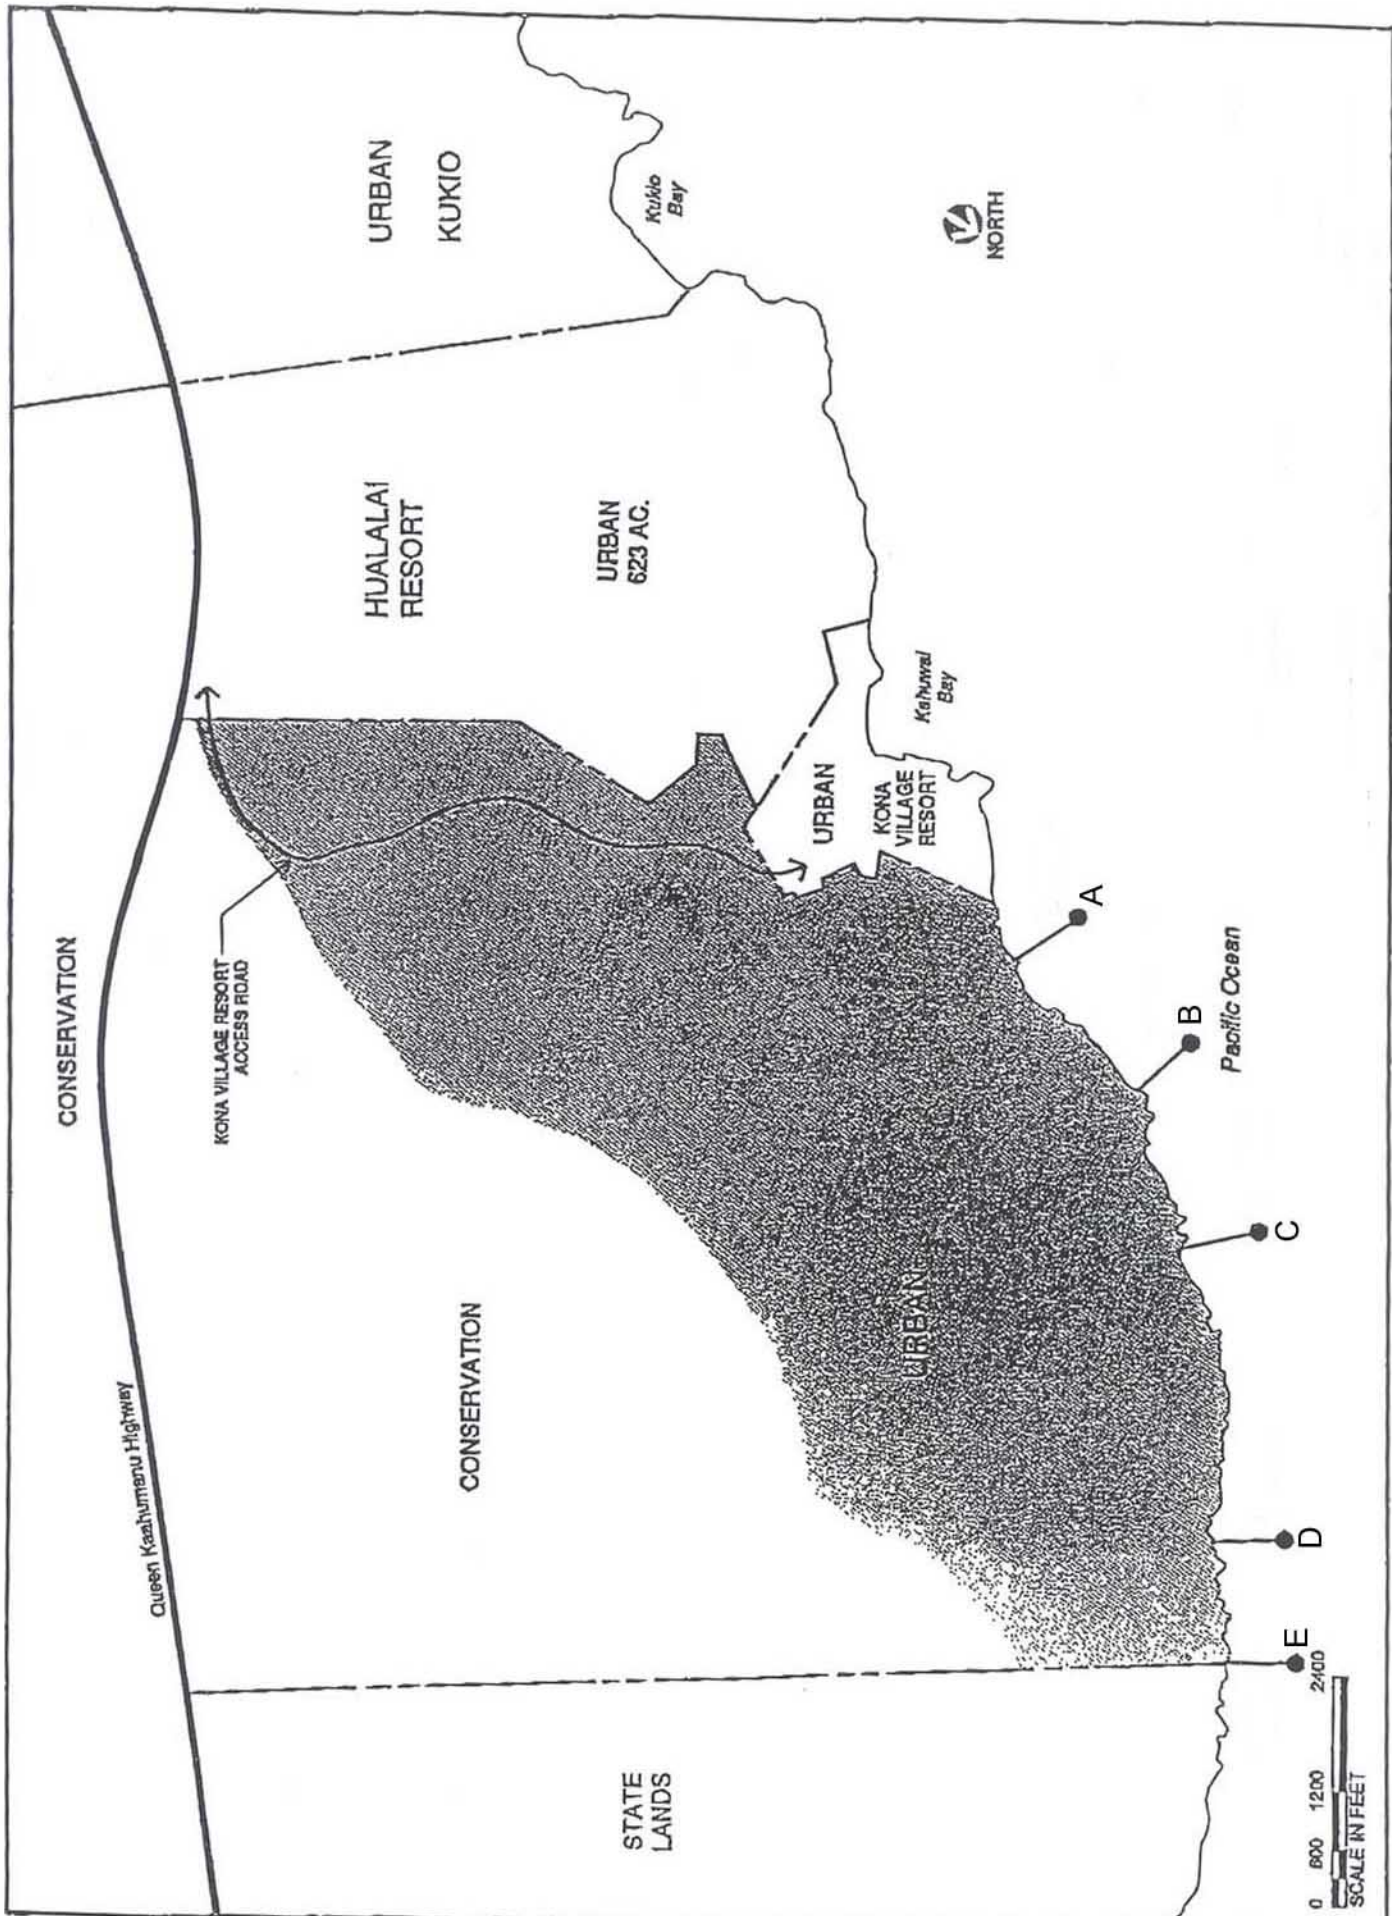 CONSERVATION
Queen Kaahumanu Highway
KONA VILLAGE RESORT
ACCESS ROAD
HUALALAI
RESORT
URBAN
KUKIO
URBAN
623 AC.
CONSERVATION
STATE
LANDS
Kukio
Bay
URBAN
KONA
VILLAGE
RESORT
Kahuwai
Bay
NORTH
URBAN
A
B
C
D
E
Pacific Ocean
0 600 1200 2400
SCALE IN FEET